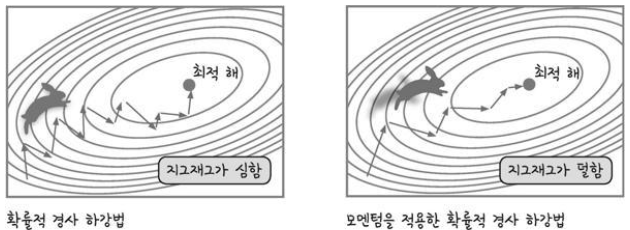 최적 해
지그재그가 심함
확률적 경사 하강법
최적 해
지그재그가 덜함
모멘텀을 적용한 확률적 경사 하강법